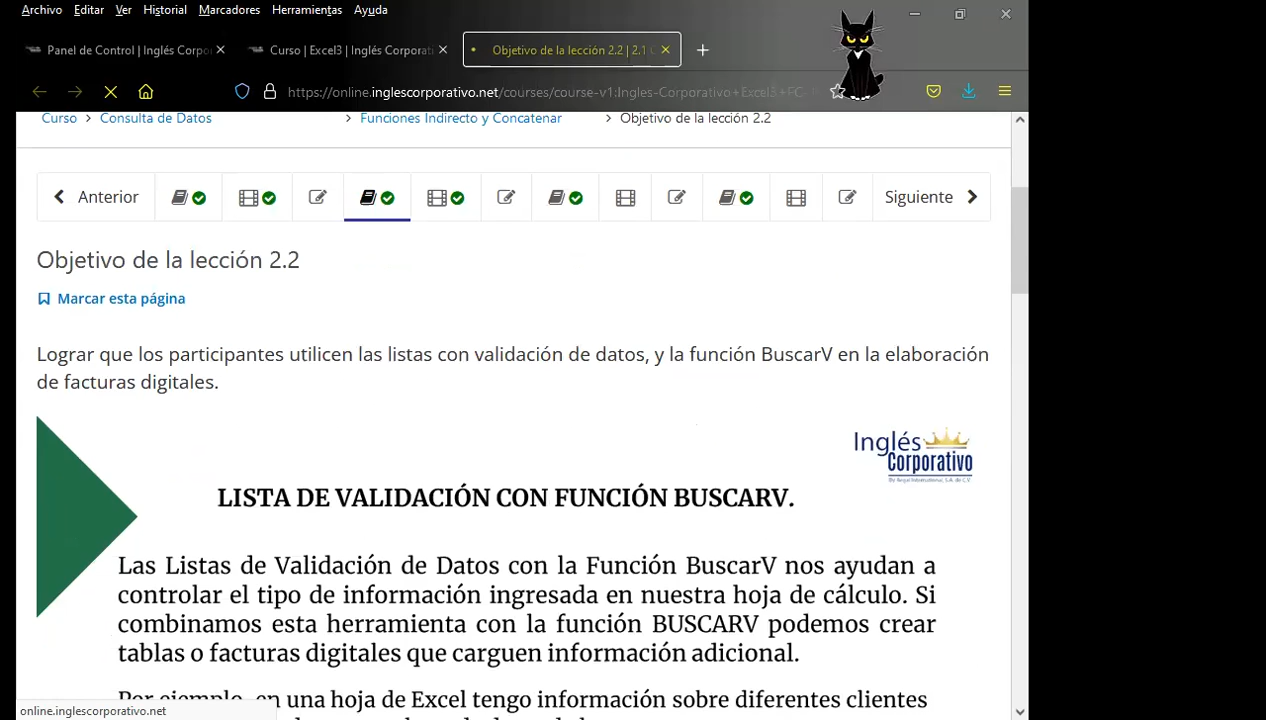 Archivo Editar Ver Historial Marcadores Herramientas Ayuda
Panel de Control | Inglés Corpor Curso | Excel3 | Inglés Corporati Objetivo de la lección 2.2 | 2.1
https://online.inglescorporativo.net/courses/course-v1:Ingles-Corporativo+Excel3+FC-
Curso > Consulta de Datos > Funciones Indirecto y Concatenar > Objetivo de la lección 2.2
Anterior Siguiente
Objetivo de la lección 2.2
Marcar esta página
Lograr que los participantes utilicen las listas con validación de datos, y la función BuscarV en la elaboración
de facturas digitales.
Inglés
Corporativo
LISTA DE VALIDACIÓN CON FUNCIÓN BUSCARV.
Las Listas de Validación de Datos con la Función BuscarV nos ayudan a
controlar el tipo de información ingresada en nuestra hoja de cálculo. Si
combinamos esta herramienta con la función BUSCARV podemos crear
tablas o facturas digitales que carguen información adicional.
Por ejemplo, en una hoja de Excel tengo información sobre diferentes clientes
online.inglescorporativo.net